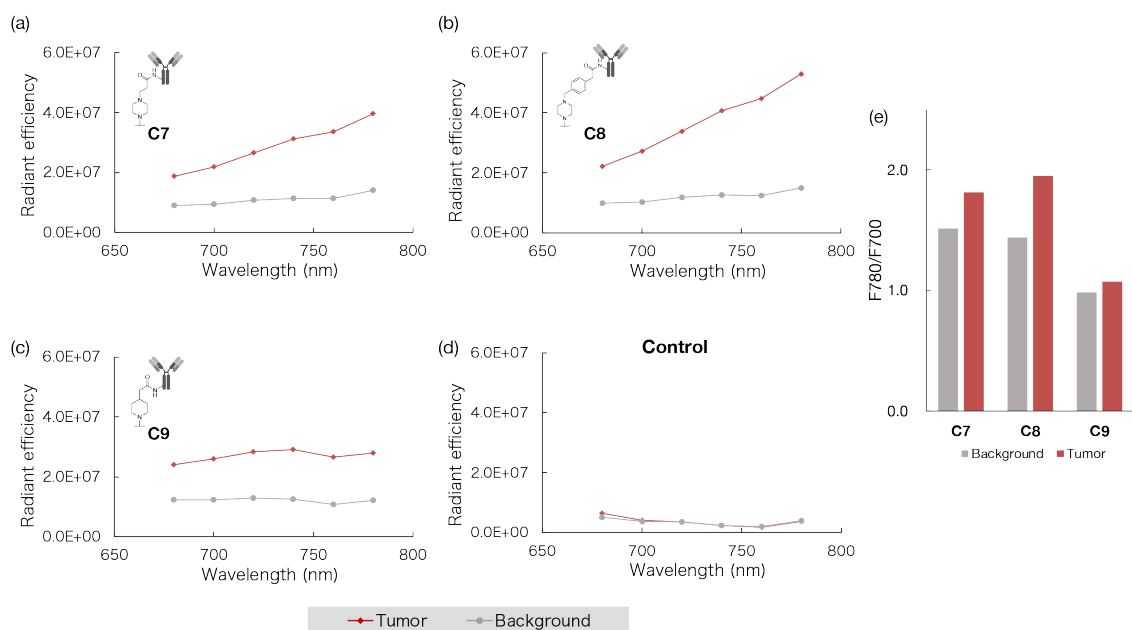 (a)
6.0E+07
4.0E+07
2.0E+07
0.0E+00
Radiant efficiency
O
N
H
N
N
C7
650
700
750
800
Wavelength (nm)
(b)
6.0E+07
4.0E+07
2.0E+07
0.0E+00
Radiant efficiency
O
H
N
N
N
C8
650
700
750
800
Wavelength (nm)
(c)
6.0E+07
4.0E+07
2.0E+07
0.0E+00
Radiant efficiency
O
N
H
N
C9
650
700
750
800
Wavelength (nm)
(d)
Control
6.0E+07
4.0E+07
2.0E+07
0.0E+00
Radiant efficiency
650
700
750
800
Wavelength (nm)
(e)
2.0
1.0
0.0
F780/F700
C7
C8
C9
Background
Tumor
Tumor
Background